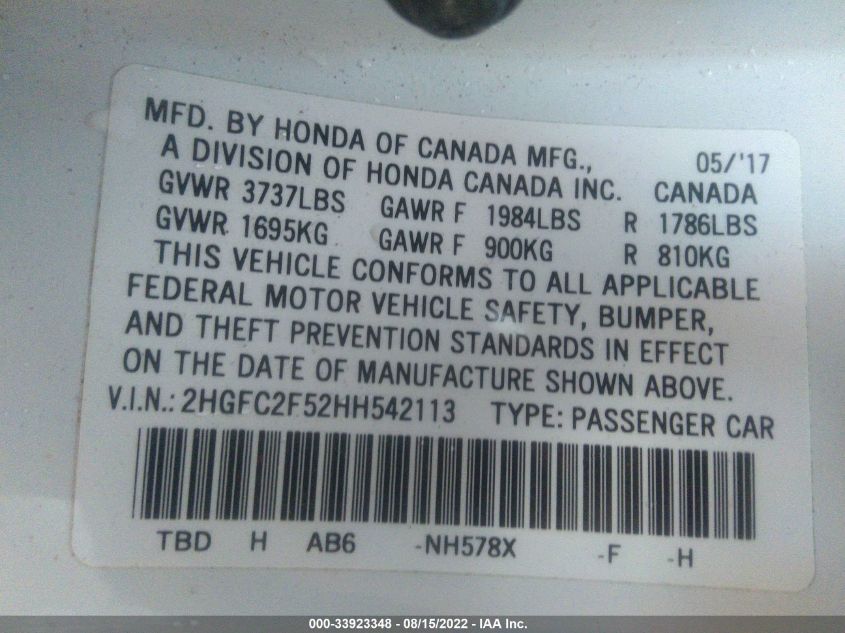 MFD. BY HONDA OF CANADA MFG., 05/'17
A DIVISION OF HONDA CANADA INC. CANADA
GVWR 3737LBS GAWR F 1984LBS R 1786LBS
GVWR 1695KG GAWR F 900KG R 810KG
THIS VEHICLE CONFORMS TO ALL APPLICABLE
FEDERAL MOTOR VEHICLE SAFETY, BUMPER,
AND THEFT PREVENTION STANDARDS IN EFFECT
ON THE DATE OF MANUFACTURE SHOWN ABOVE.
V.I.N.: 2HGFC2F52HH542113 TYPE: PASSENGER CAR
TBD H AB6 -NH578X -F -H
000-33923348 - 08/15/2022 - IAA Inc.